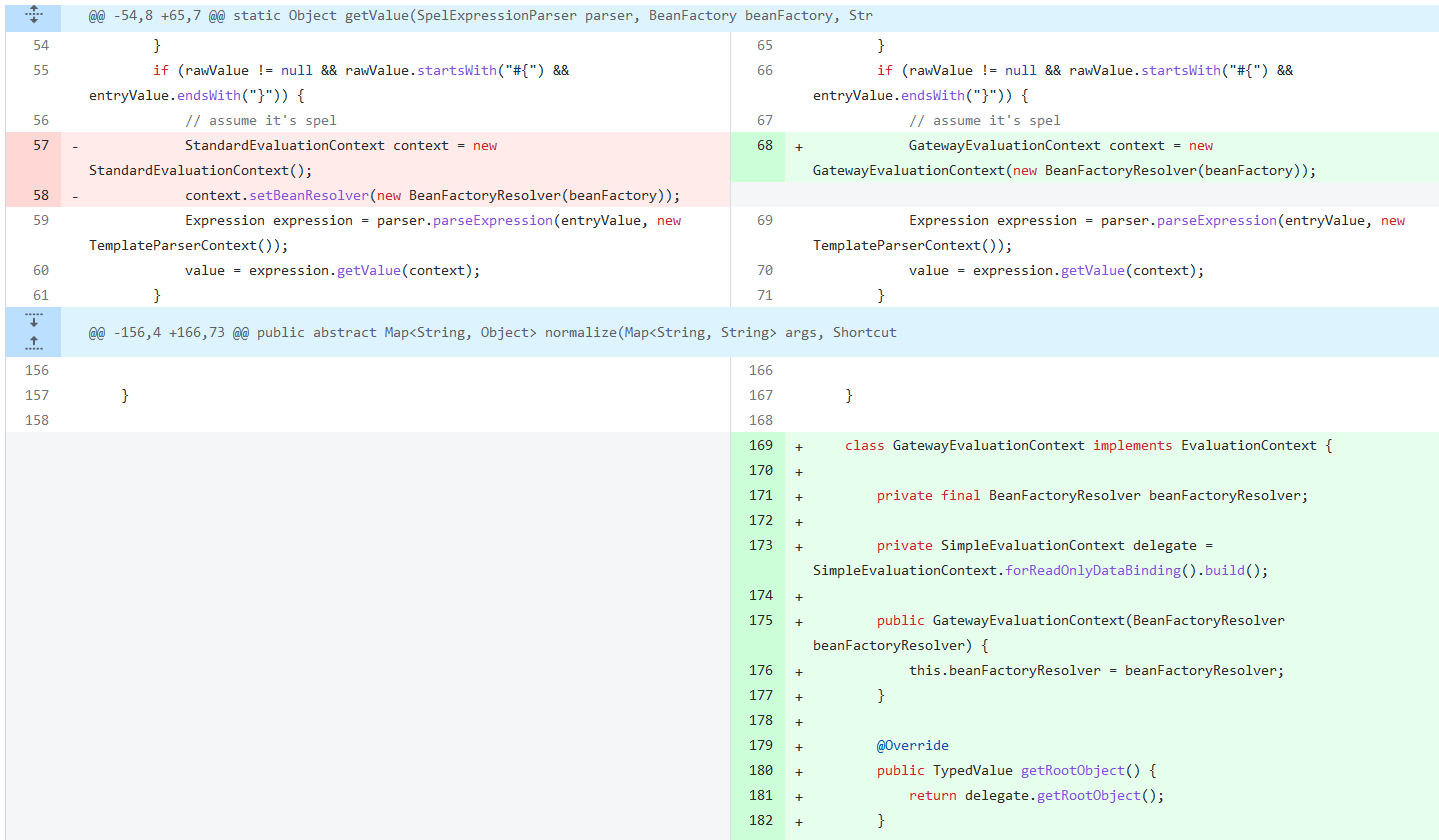 @@ -54,8 +65,7 @@ static Object getValue(SpelExpressionParser parser, BeanFactory beanFactory, Str
54 }
55 if (rawValue != null && rawValue.startsWith("#{") &&
entryValue.endsWith("}")) {
56 // assume it's spel
57 - StandardEvaluationContext context = new
StandardEvaluationContext();
58 - context.setBeanResolver(new BeanFactoryResolver(beanFactory));
59 Expression expression = parser.parseExpression(entryValue, new
TemplateParserContext());
60 value = expression.getValue(context);
61 }
65 }
66 if (rawValue != null && rawValue.startsWith("#{") &&
entryValue.endsWith("}")) {
67 // assume it's spel
68 + GatewayEvaluationContext context = new
GatewayEvaluationContext(new BeanFactoryResolver(beanFactory));
69 Expression expression = parser.parseExpression(entryValue, new
TemplateParserContext());
70 value = expression.getValue(context);
71 }
@@ -156,4 +166,73 @@ public abstract Map<String, Object> normalize(Map<String, String> args, Shortcut
156
157 }
158
166
167 }
168
169 + class GatewayEvaluationContext implements EvaluationContext {
170 +
171 + private final BeanFactoryResolver beanFactoryResolver;
172 +
173 + private SimpleEvaluationContext delegate =
SimpleEvaluationContext.forReadOnlyDataBinding().build();
174 +
175 + public GatewayEvaluationContext(BeanFactoryResolver
beanFactoryResolver) {
176 + this.beanFactoryResolver = beanFactoryResolver;
177 + }
178 +
179 + @Override
180 + public TypedValue getRootObject() {
181 + return delegate.getRootObject();
182 + }